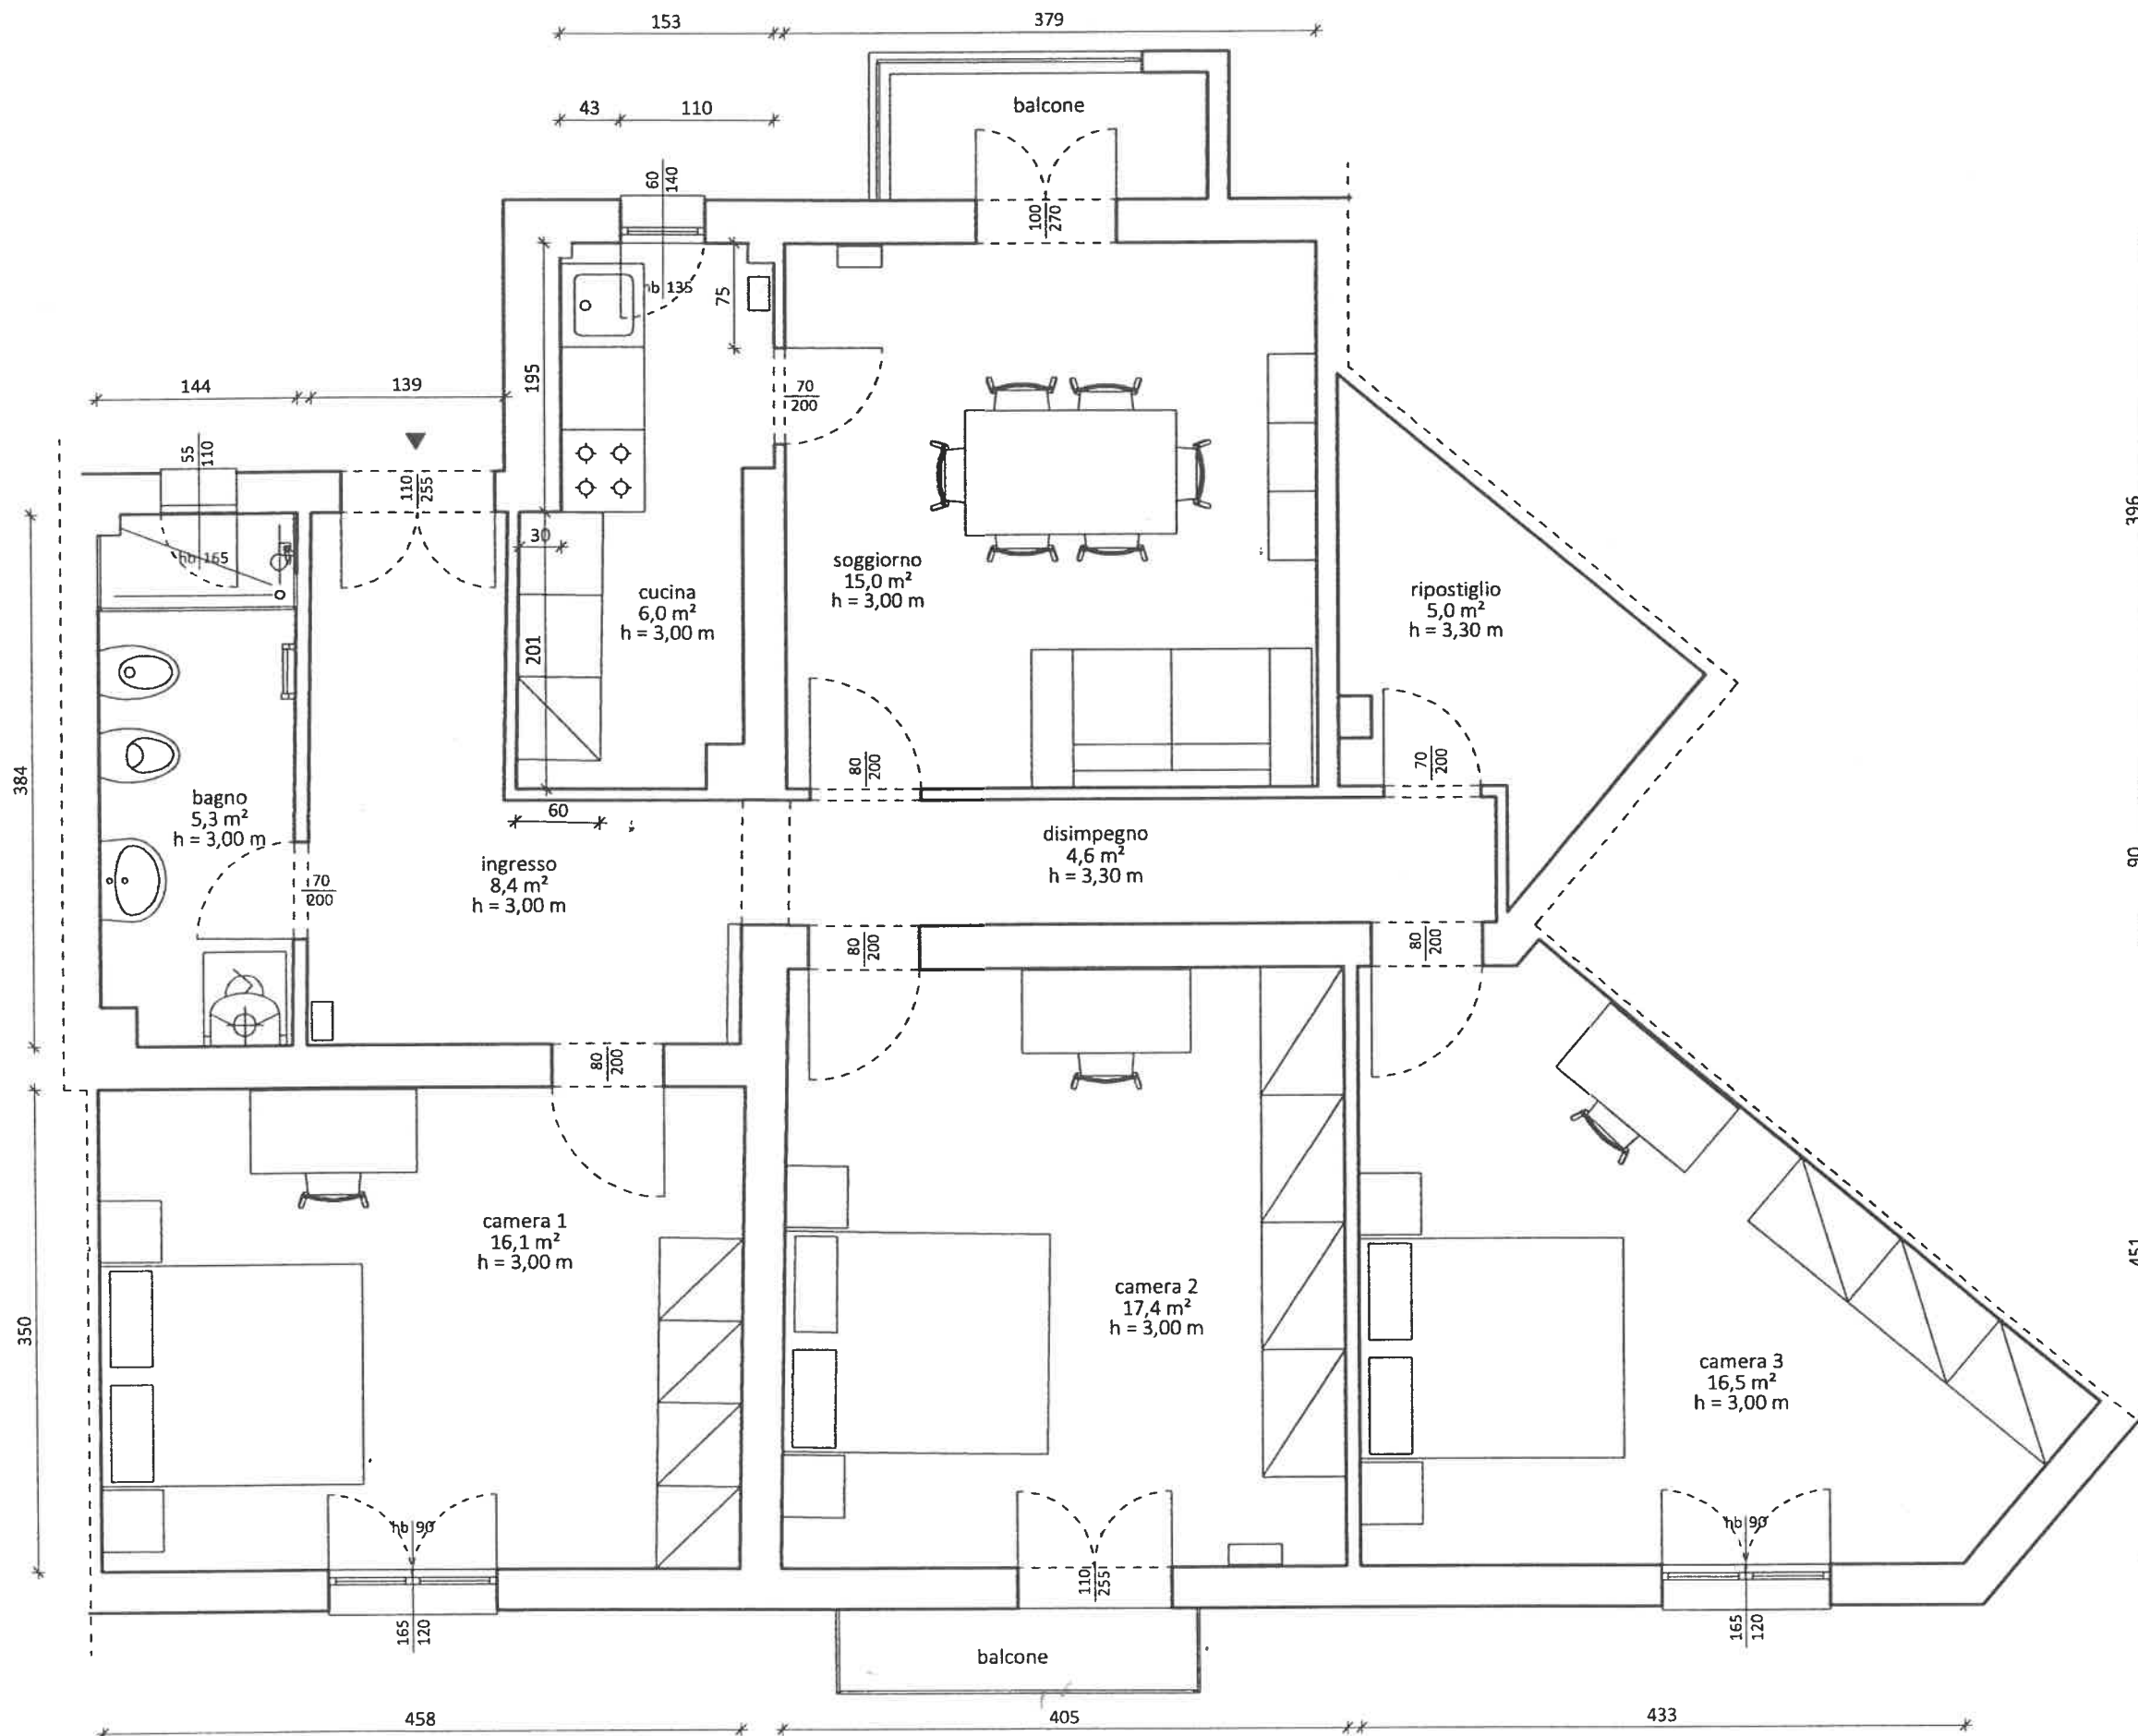 153
379
43
110
balcone
60
140
100
270
hb 135
75
195
144
139
70
200
55
110
110
255
396
hb 165
30
soggiorno
15,0 m²
h = 3,00 m
cucina
6,0 m²
h = 3,00 m
ripostiglio
5,0 m²
h = 3,30 m
201
384
80
200
70
200
bagno
5,3 m²
h = 3,00 m
60
disimpegno
4,6 m²
h = 3,30 m
90
ingresso
8,4 m²
h = 3,00 m
70
200
80
200
80
200
80
200
camera 1
16,1 m²
h = 3,00 m
451
camera 2
17,4 m²
h = 3,00 m
350
camera 3
16,5 m²
h = 3,00 m
hb 90
hb 90
110
255
165
120
165
120
balcone
458
405
433